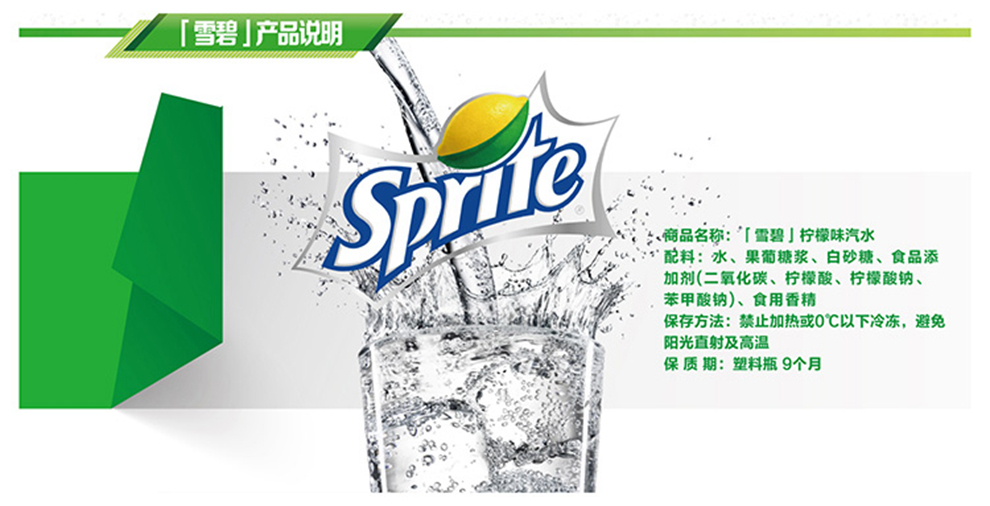 「雪碧」产品说明
Sprite
商品名称：「雪碧」柠檬味汽水
配料：水、果葡糖浆、白砂糖、食品添
加剂(二氧化碳、柠檬酸、柠檬酸钠、
苯甲酸钠)、食用香精
保存方法：禁止加热或0℃以下冷冻，避免
阳光直射及高温
保 质 期：塑料瓶 9个月